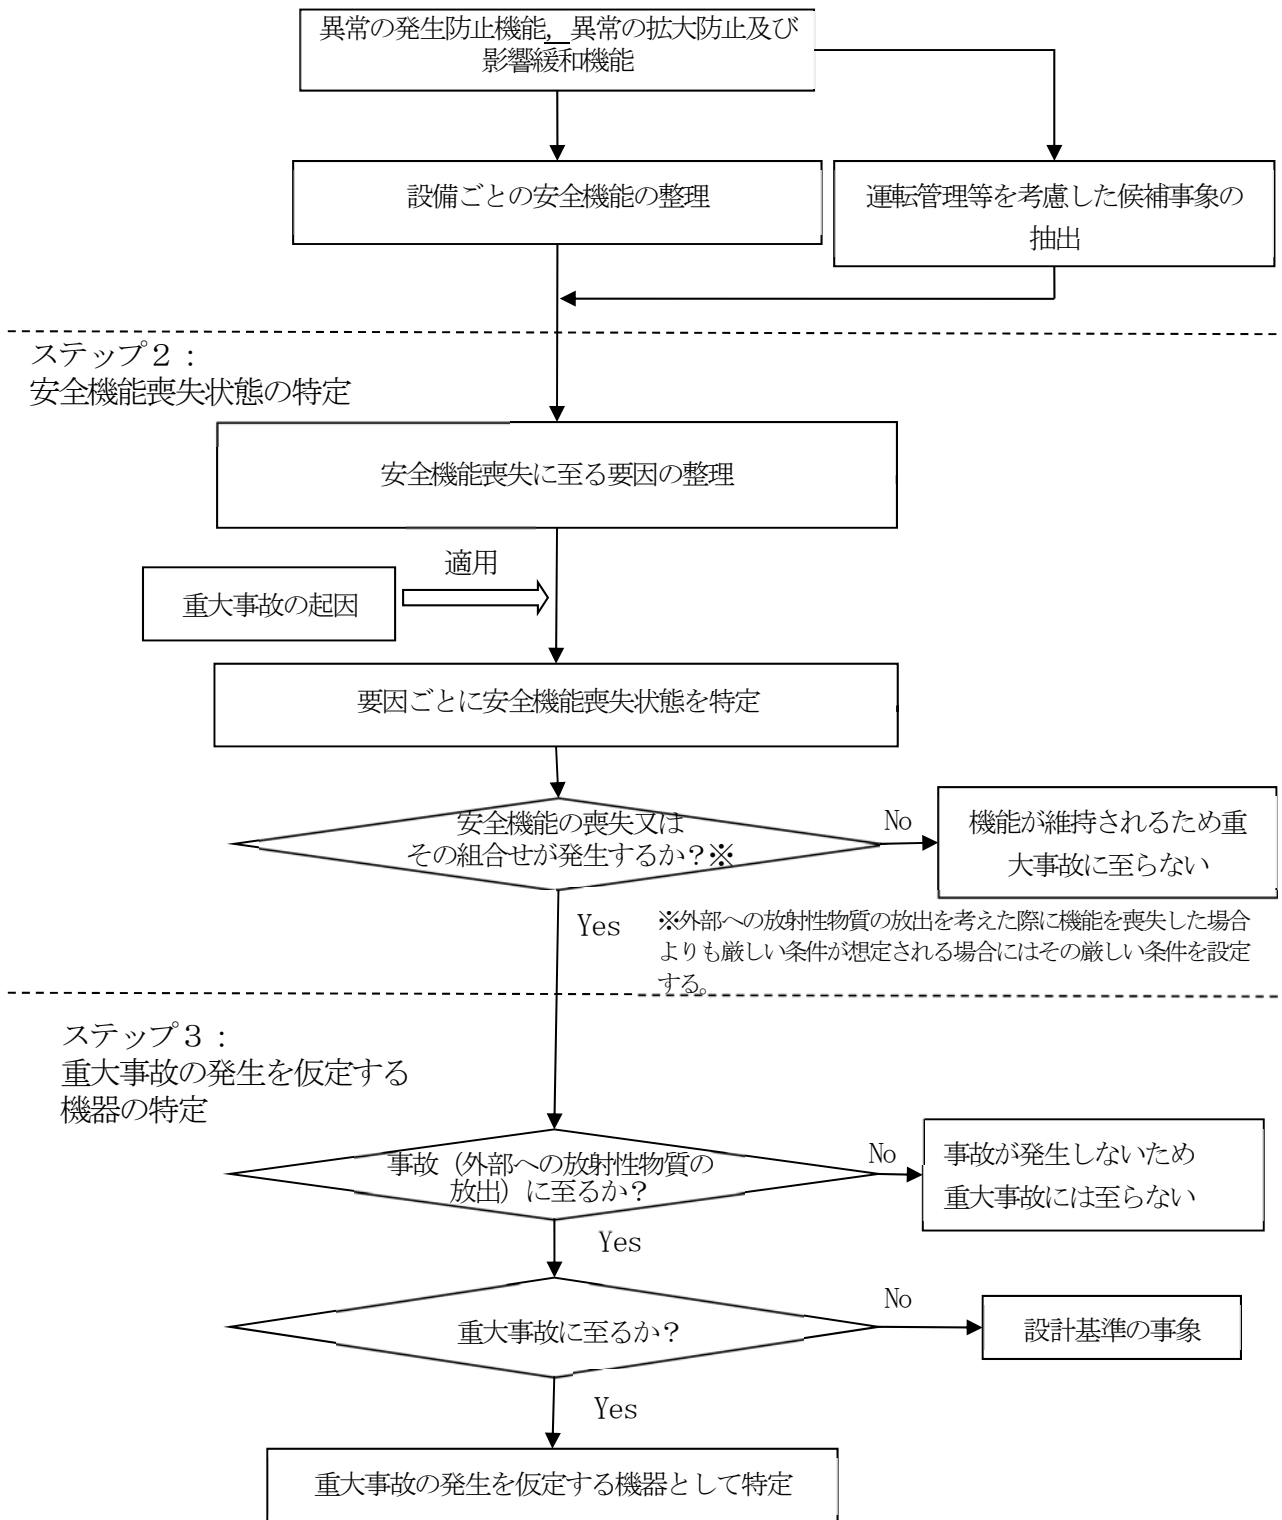 異常の発生防止機能，異常の拡大防止及び
影響緩和機能
設備ごとの安全機能の整理
運転管理等を考慮した候補事象の
抽出
ステップ２：
安全機能喪失状態の特定
安全機能喪失に至る要因の整理
適用
重大事故の起因
要因ごとに安全機能喪失状態を特定
安全機能の喪失又は
その組合せが発生するか？※
No
機能が維持されるため重
大事故に至らない
Yes
※外部への放射性物質の放出を考えた際に機能を喪失した場合
よりも厳しい条件が想定される場合にはその厳しい条件を設定
する。
ステップ３：
重大事故の発生を仮定する
機器の特定
事故（外部への放射性物質の
放出）に至るか？
No
事故が発生しないため
重大事故には至らない
Yes
重大事故に至るか？
No
設計基準の事象
Yes
重大事故の発生を仮定する機器として特定